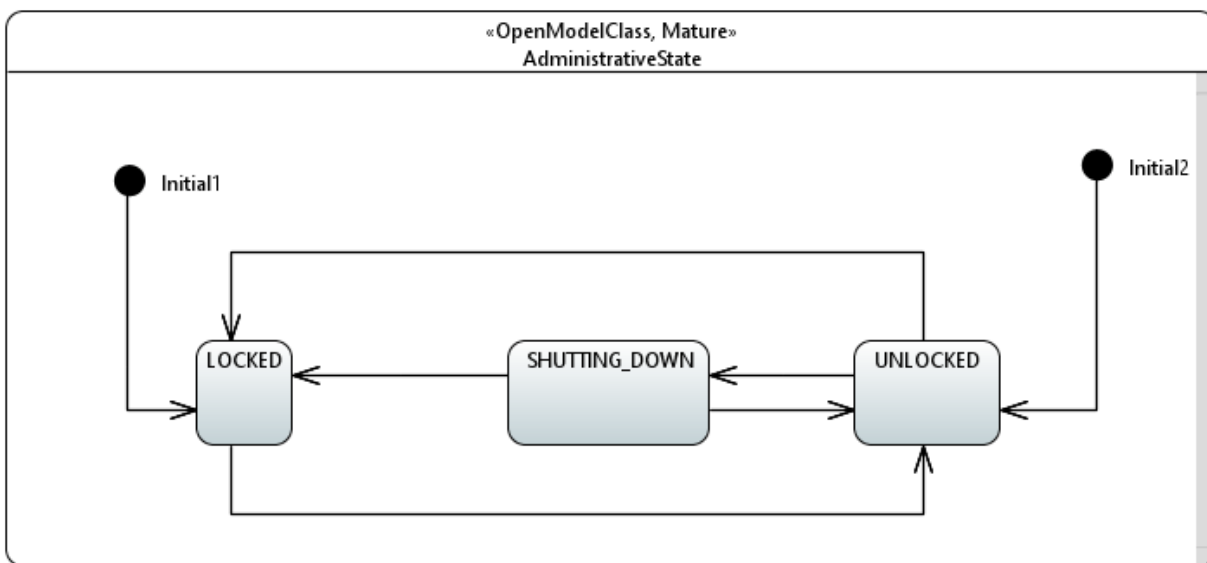 «OpenModelClass, Mature»
AdministrativeState
Initial1
Initial2
LOCKED
SHUTTING_DOWN
UNLOCKED